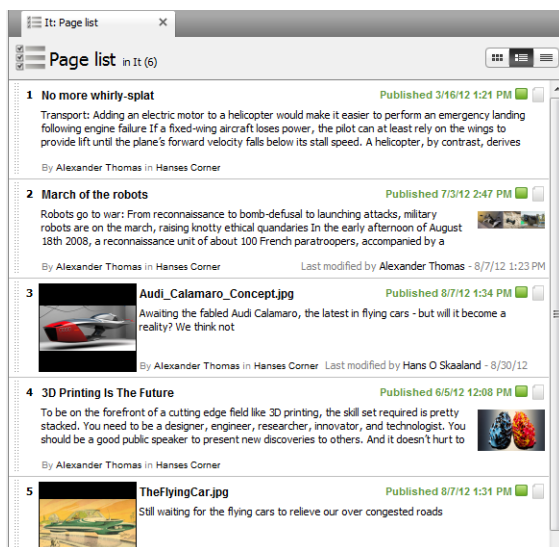 It: Page list
Page list in It (6)
1 No more whirly-splat Published 3/16/12 1:21 PM
Transport: Adding an electric motor to a helicopter would make it easier to perform an emergency landing
following engine failure If a fixed-wing aircraft loses power, the pilot can at least rely on the wings to
provide lift until the plane's forward velocity falls below its stall speed. A helicopter, by contrast, derives
By Alexander Thomas in Hanses Corner
2 March of the robots Published 7/3/12 2:47 PM
Robots go to war: From reconnaissance to bomb-defusal to launching attacks, military
robots are on the march, raising knotty ethical quandaries In the early afternoon of August
18th 2008, a reconnaissance unit of about 100 French paratroopers, accompanied by a
By Alexander Thomas in Hanses Corner Last modified by Alexander Thomas - 8/7/12 1:23 PM
3 Audi_Calamaro_Concept.jpg Published 8/7/12 1:34 PM
Awaiting the fabled Audi Calamaro, the latest in flying cars - but will it become a
reality? We think not
By Alexander Thomas in Hanses Corner Last modified by Hans O Skaaland - 8/30/12
4 3D Printing Is The Future Published 6/5/12 12:08 PM
To be on the forefront of a cutting edge field like 3D printing, the skill set required is pretty
stacked. You need to be a designer, engineer, researcher, innovator, and technologist. You
should be a good public speaker to present new discoveries to others. And it doesn't hurt to
By Alexander Thomas in Hanses Corner
5 TheFlyingCar.jpg Published 8/7/12 1:31 PM
Still waiting for the flying cars to relieve our over congested roads